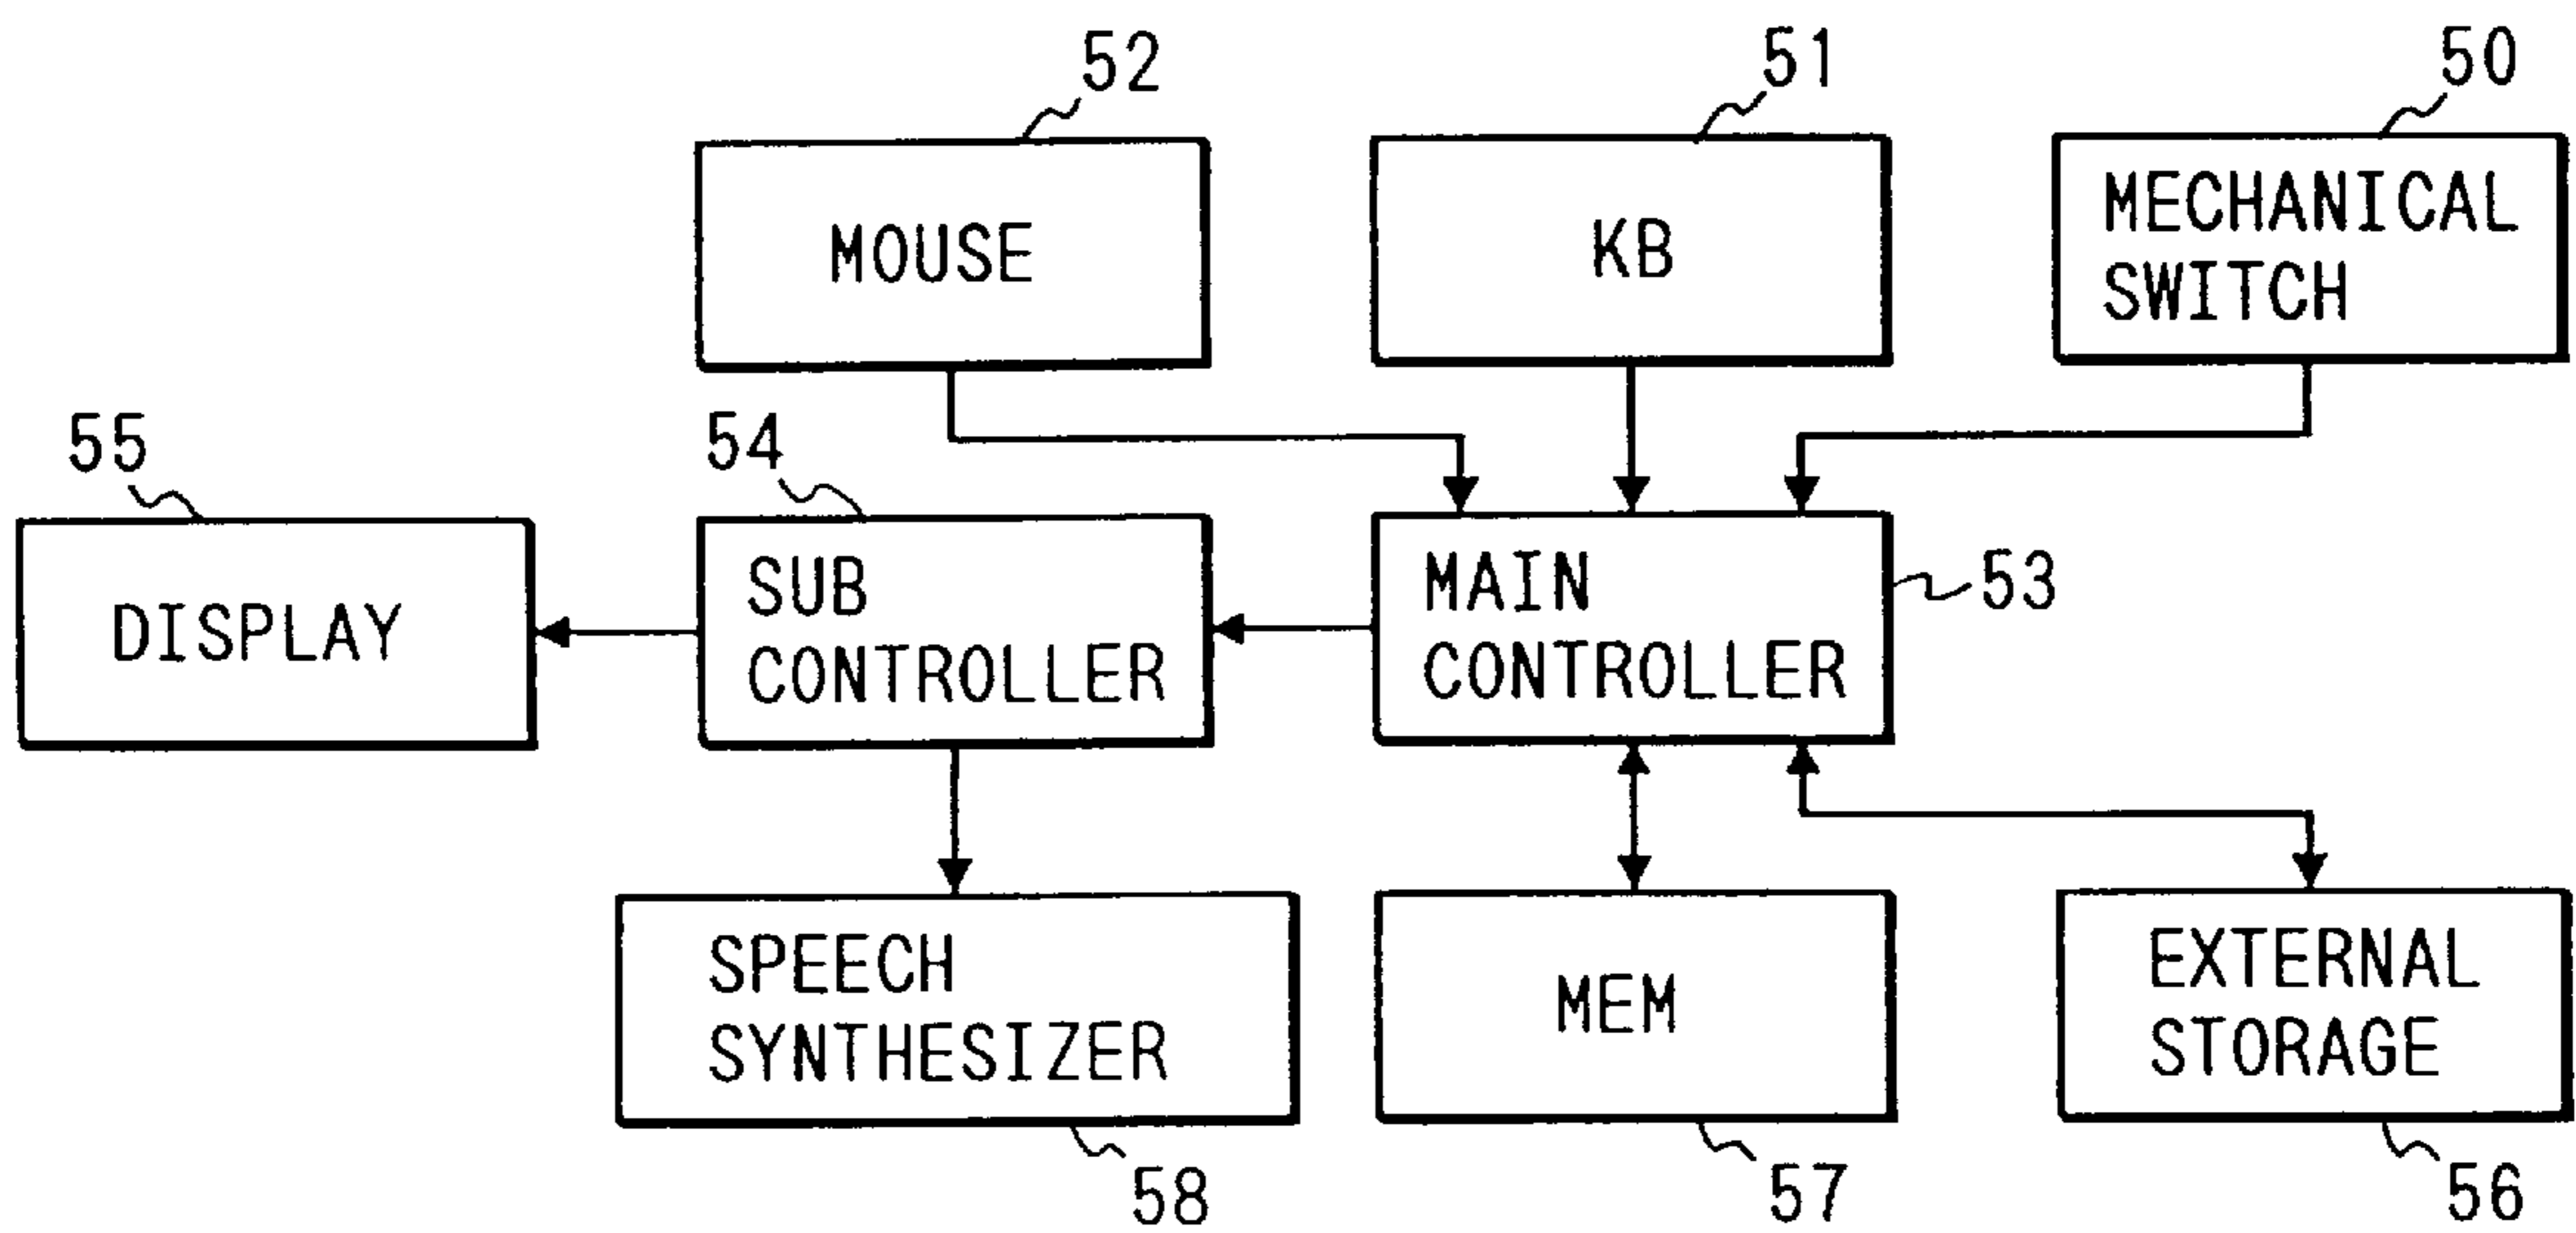 52
51
50
MOUSE
KB
MECHANICAL
SWITCH
55
54
DISPLAY
SUB
CONTROLLER
MAIN
CONTROLLER
53
SPEECH
SYNTHESIZER
MEM
EXTERNAL
STORAGE
58
57
56